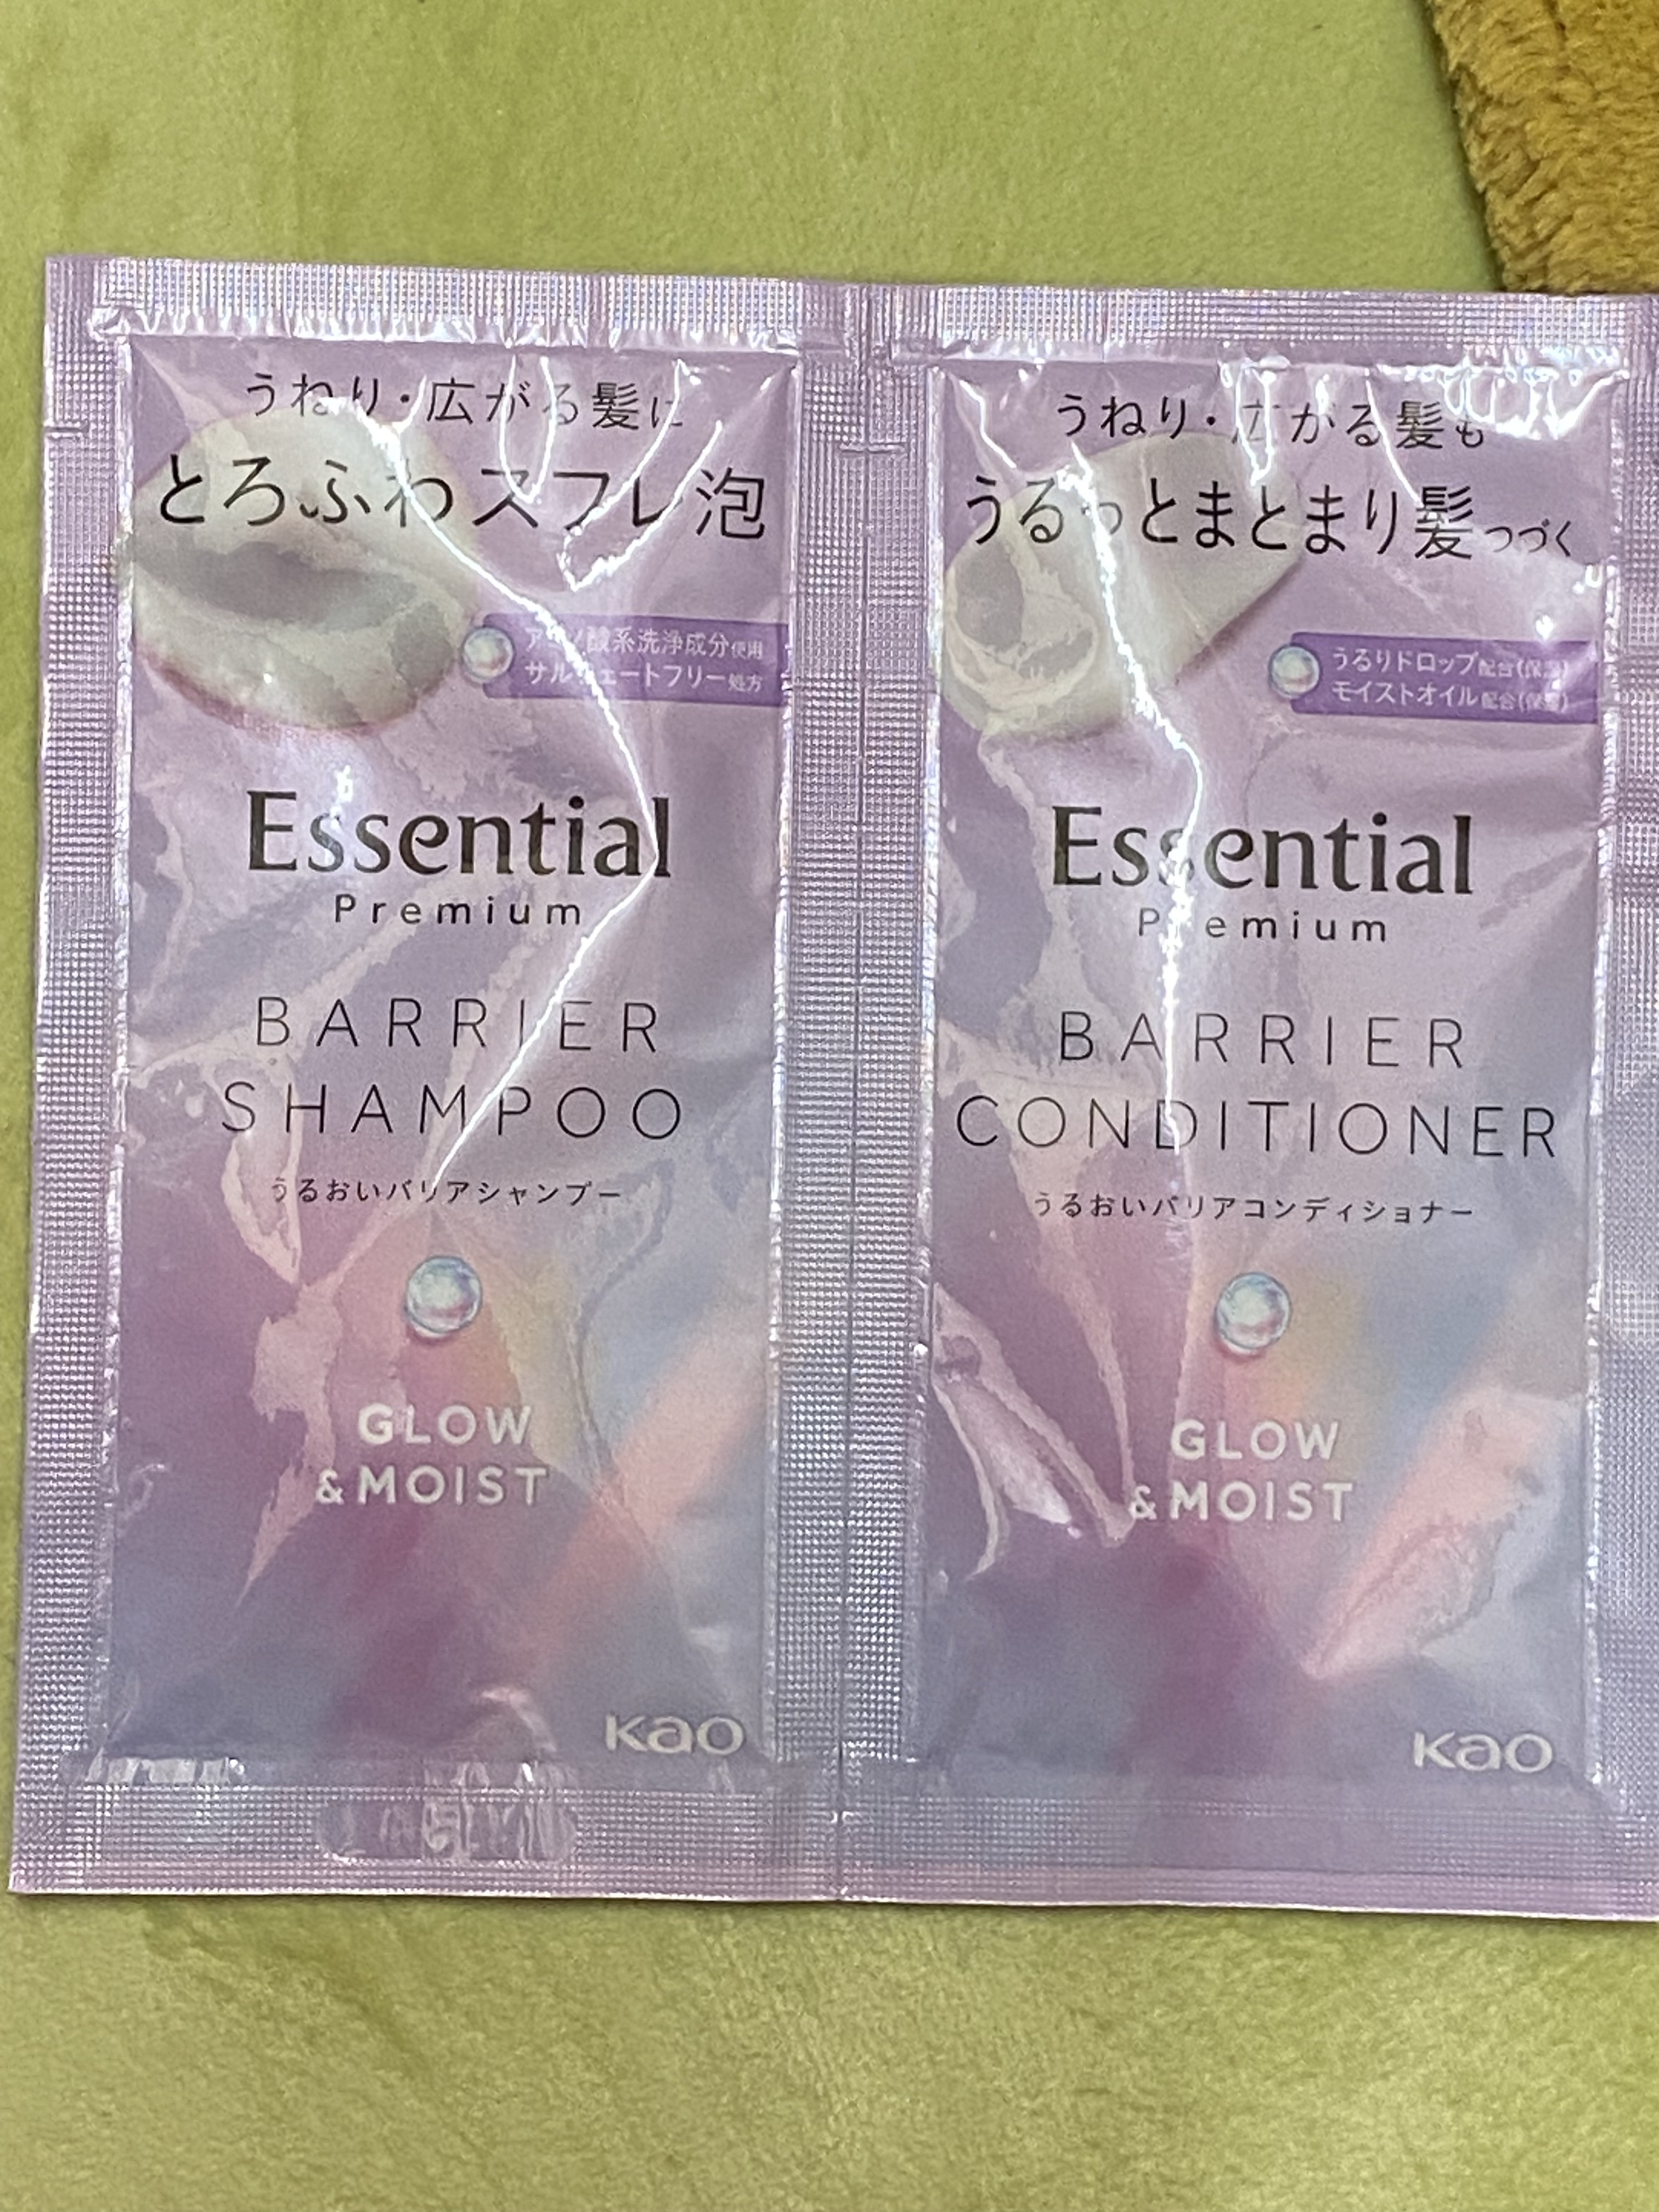 うねり・広がる髪に
とろふわスフレ泡
アミノ酸系洗浄成分使用
サルフェートフリー処方
Essential
Premium
BARRIER
SHAMPOO
うるおいバリアシャンプー
GLOW
&MOIST
Kao
うねり・広がる髪も
うるっとまとまり髪つづく
うるりドロップ配合(保湿)
モイストオイル配合(保湿)
Essential
Premium
BARRIER
CONDITIONER
うるおいバリアコンディショナー
GLOW
&MOIST
Kao